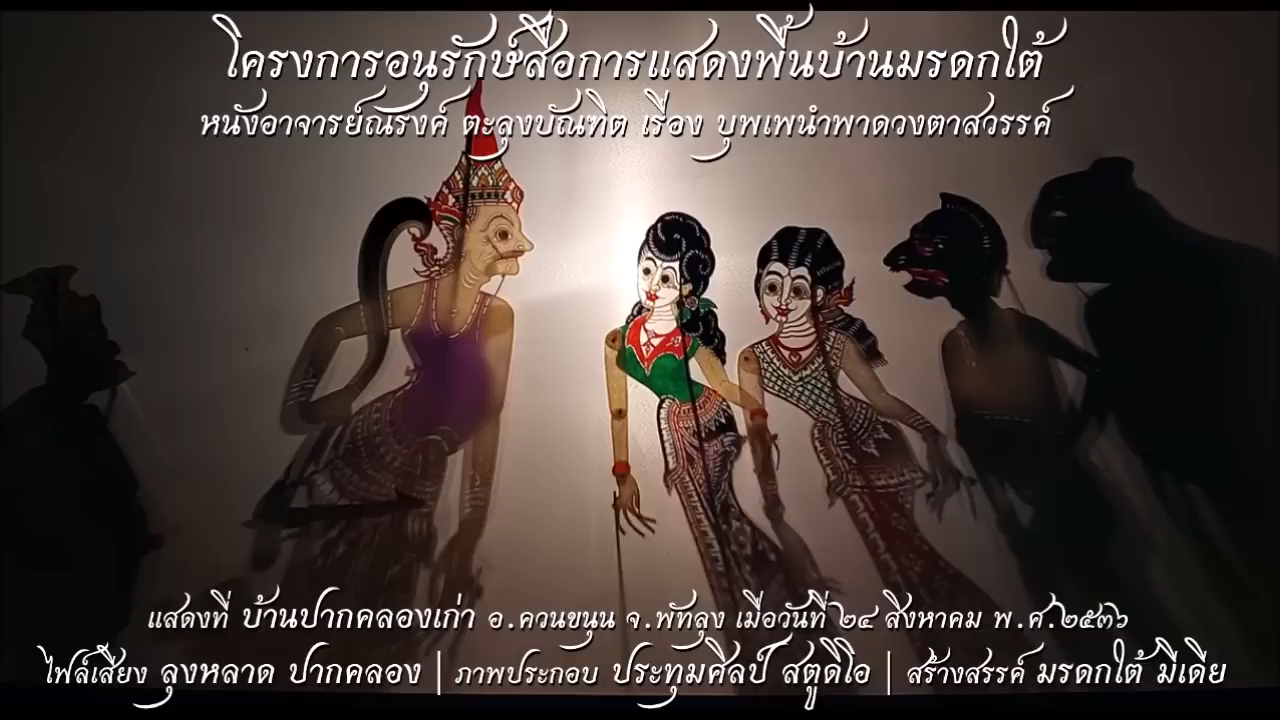 โครงการอนุรักษ์สื่อการแสดงพื้นบ้านมรดกใต้
หนังอาจารย์ณรงค์ ตะลุงบัณฑิต เรื่อง บุพเพนำพาดวงตาสวรรค์
แสดงที่ บ้านปากคลองเก่า อ.ควนขนุน จ.พัทลุง เมื่อวันที่ ๒๔ สิงหาคม พ.ศ.๒๕๓๖
ไฟล์เสียง ลุงหลาด ปากคลอง | ภาพประกอบ ประทุมศิลป์ สตูดิโอ | สร้างสรรค์ มรดกใต้ มีเดีย